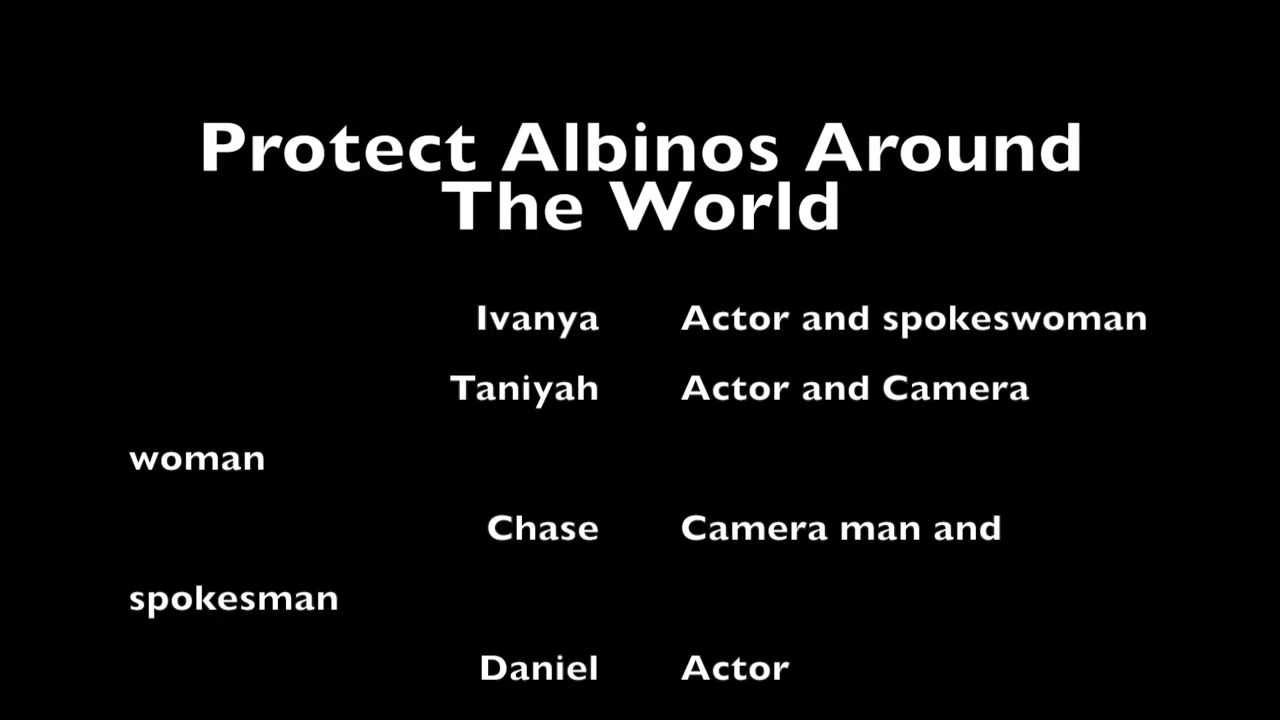 Protect Albinos Around
The World
Ivanya Actor and spokeswoman
Taniyah Actor and Camera
woman
Chase Camera man and
spokesman
Daniel Actor